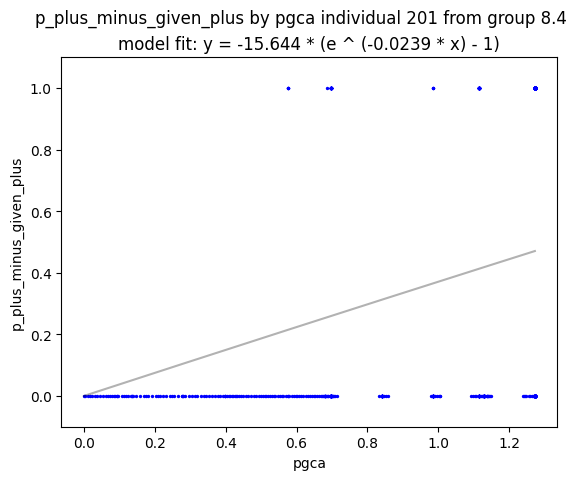 p_plus_minus_given_plus by pgca individual 201 from group 8.4
model fit: y = -15.644 * (e ^ (-0.0239 * x) - 1)
1.0
0.8
0.6
0.4
0.2
0.0
p_plus_minus_given_plus
0.0 0.2 0.4 0.6 0.8 1.0 1.2
pgca